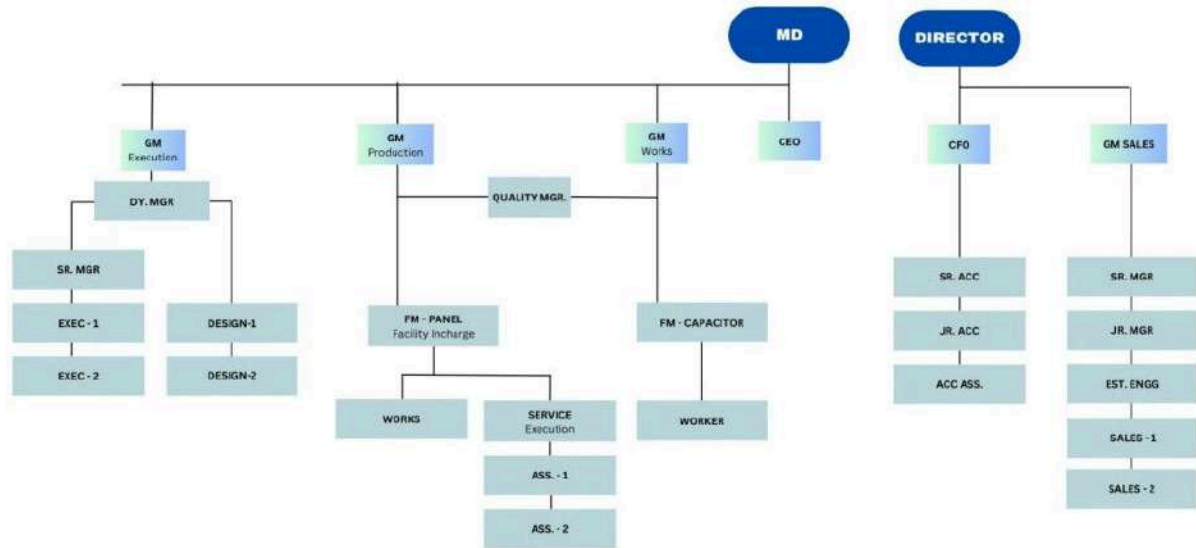 MD
DIRECTOR
GM
Execution
GM
Production
GM
Works
CEO
CFO
GM SALES
DY. MGR
QUALITY MGR.
SR. MGR
EXEC - 1
EXEC - 2
DESIGN-1
DESIGN-2
FM - PANEL
Facility Incharge
FM - CAPACITOR
WORKS
SERVICE
Execution
WORKER
ASS. - 1
ASS. - 2
SR. ACC
JR. ACC
ACC ASS.
SR. MGR
JR. MGR
EST. ENGG
SALES - 1
SALES - 2